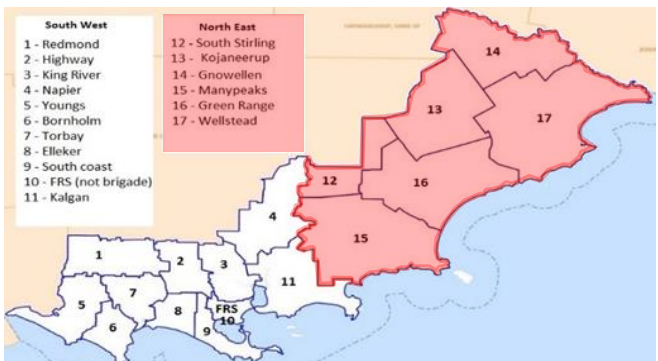 South West
1 - Redmond
2 - Highway
3 - King River
4 - Napier
5 - Youngs
6 - Bornholm
7 - Torbay
8 - Elleker
9 - South coast
10 - FRS (not brigade)
11 - Kalgan
North East
12 - South Stirling
13 - Kojaneerup
14 - Gnowellen
15 - Manypeaks
16 - Green Range
17 - Wellstead
14
13
17
12
16
4
15
1
2
3
11
5
7
8
FRS
10
6
9